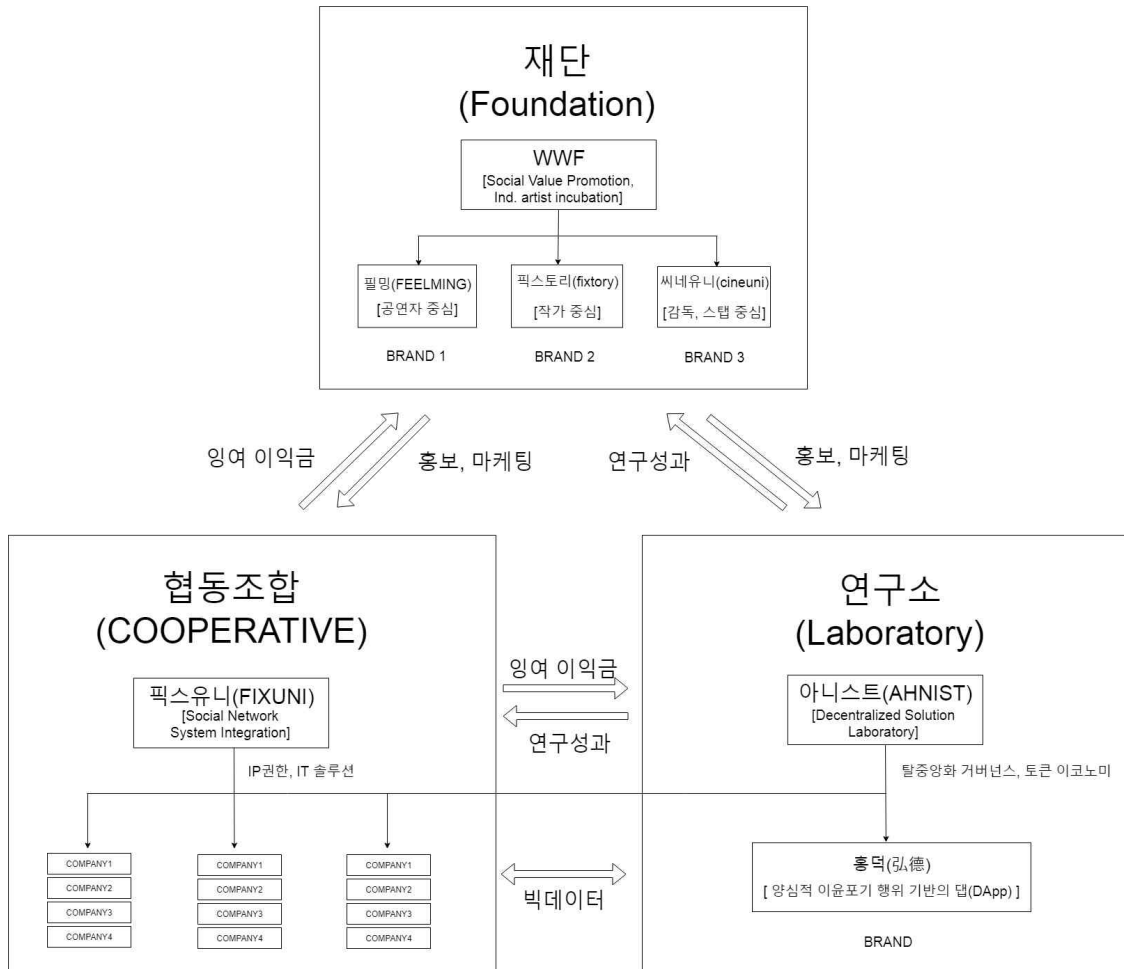 재단
(Foundation)
WWF
[Social Value Promotion,
Ind. artist incubation]
필밍(FEELMING)
[공연자 중심]
픽스토리(fixtory)
[작가 중심]
씨네유니(cineuni)
[감독, 스탭 중심]
BRAND 1
BRAND 2
BRAND 3
잉여 이익금
홍보, 마케팅
연구성과
홍보, 마케팅
협동조합
(COOPERATIVE)
픽스유니(FIXUNI)
[Social Network
System Integration]
IP권한, IT 솔루션
COMPANY1
COMPANY2
COMPANY3
COMPANY4
COMPANY1
COMPANY2
COMPANY3
COMPANY4
COMPANY1
COMPANY2
COMPANY3
COMPANY4
잉여 이익금
연구성과
빅데이터
연구소
(Laboratory)
아니스트(AHNIST)
[Decentralized Solution
Laboratory]
탈중앙화 거버넌스, 토큰 이코노미
홍덕(弘德)
[ 양심적 이윤포기 행위 기반의 댑(DApp) ]
BRAND